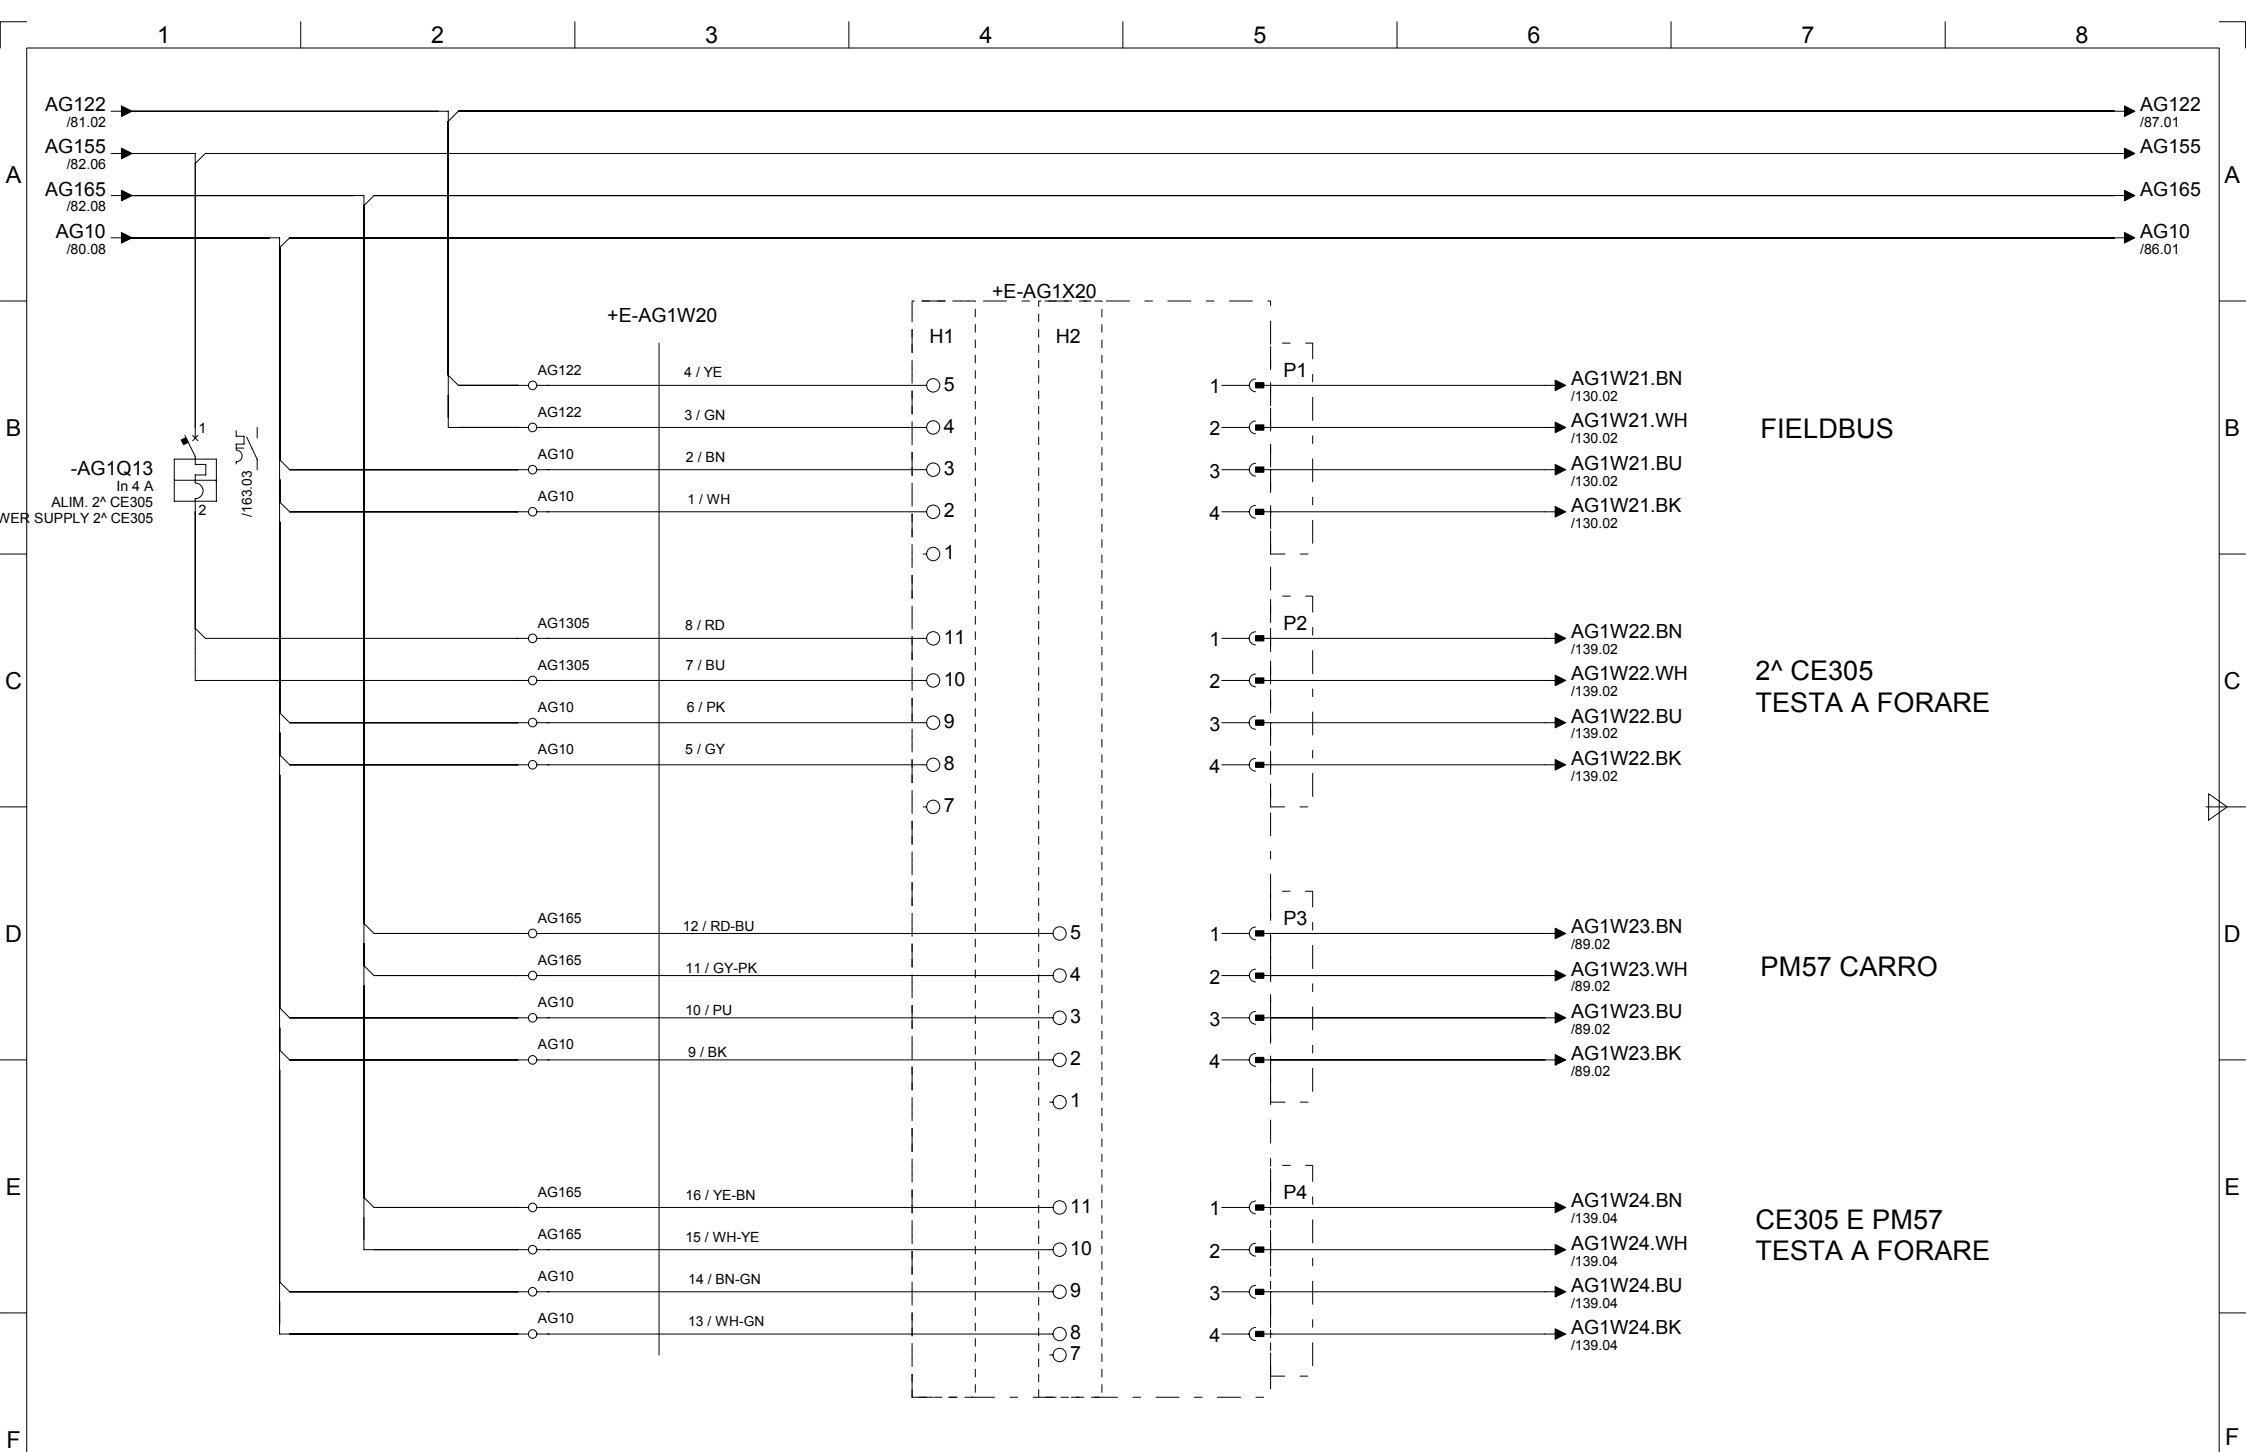 1 2 3 4 5 6 7 8
AG122
/81.02
AG122
/87.01
AG155
/82.06
AG155
A
A
AG165
/82.08
AG165
AG10
/80.08
AG10
/86.01
+E-AG1X20
+E-AG1W20
H1
H2
AG122 4 / YE 5 1 P1 AG1W21.BN
/130.02
AG122 3 / GN 4 2 AG1W21.WH
/130.02
B
FIELDBUS
B
AG10 2 / BN 3 3 AG1W21.BU
/130.02
AG10 1 / WH 2 4 AG1W21.BK
/130.02
1
1
-AG1Q13
In 4 A
ALIM. 2^ CE305
WER SUPPLY 2^ CE305
2
/163.03
AG1305 8 / RD 11 1 P2 AG1W22.BN
/139.02
AG1305 7 / BU 10 2 AG1W22.WH
/139.02
C
2^ CE305
TESTA A FORARE
C
AG10 6 / PK 9 3 AG1W22.BU
/139.02
AG10 5 / GY 8 4 AG1W22.BK
/139.02
7
AG165 12 / RD-BU 5 1 P3 AG1W23.BN
/89.02
D
D
AG165 11 / GY-PK 4 2 AG1W23.WH
/89.02
PM57 CARRO
AG10 10 / PU 3 3 AG1W23.BU
/89.02
AG10 9 / BK 2 4 AG1W23.BK
/89.02
1
E
E
AG165 16 / YE-BN 11 1 P4 AG1W24.BN
/139.04
AG165 15 / WH-YE 10 2 AG1W24.WH
/139.04
CE305 E PM57
TESTA A FORARE
AG10 14 / BN-GN 9 3 AG1W24.BU
/139.04
AG10 13 / WH-GN 8 4 AG1W24.BK
/139.04
7
F
F